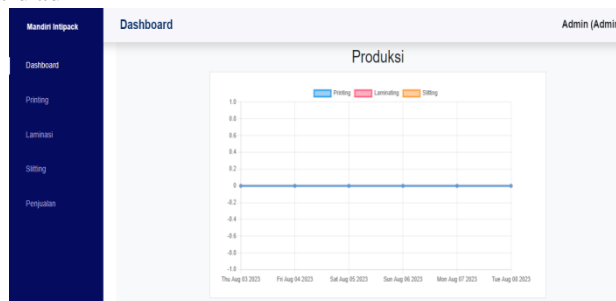 Mandiri Intipack
Dashboard
Admin (Admin
Dashboard
Printing
Laminasi
Slitting
Penjualan
Produksi
Printing Laminating Slitting
1.0
0.8
0.6
0.4
0.2
0
-0.2
-0.4
-0.6
-0.8
-1.0
Thu Aug 03 2023 Fri Aug 04 2023 Sat Aug 05 2023 Sun Aug 06 2023 Mon Aug 07 2023 Tue Aug 08 2023